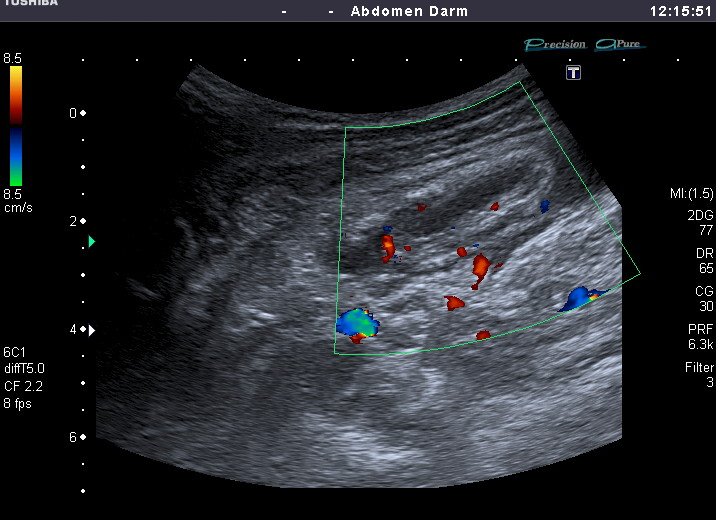 TOSHIBA
- - Abdomen Darm 12:15:51
Precision APure
T
8.5
8.5
cm/s
0
2
4
6
6C1
diffT5.0
CF 2.2
8 fps
MI:(1.5)
2DG
77
DR
65
CG
30
PRF
6.3k
Filter
3